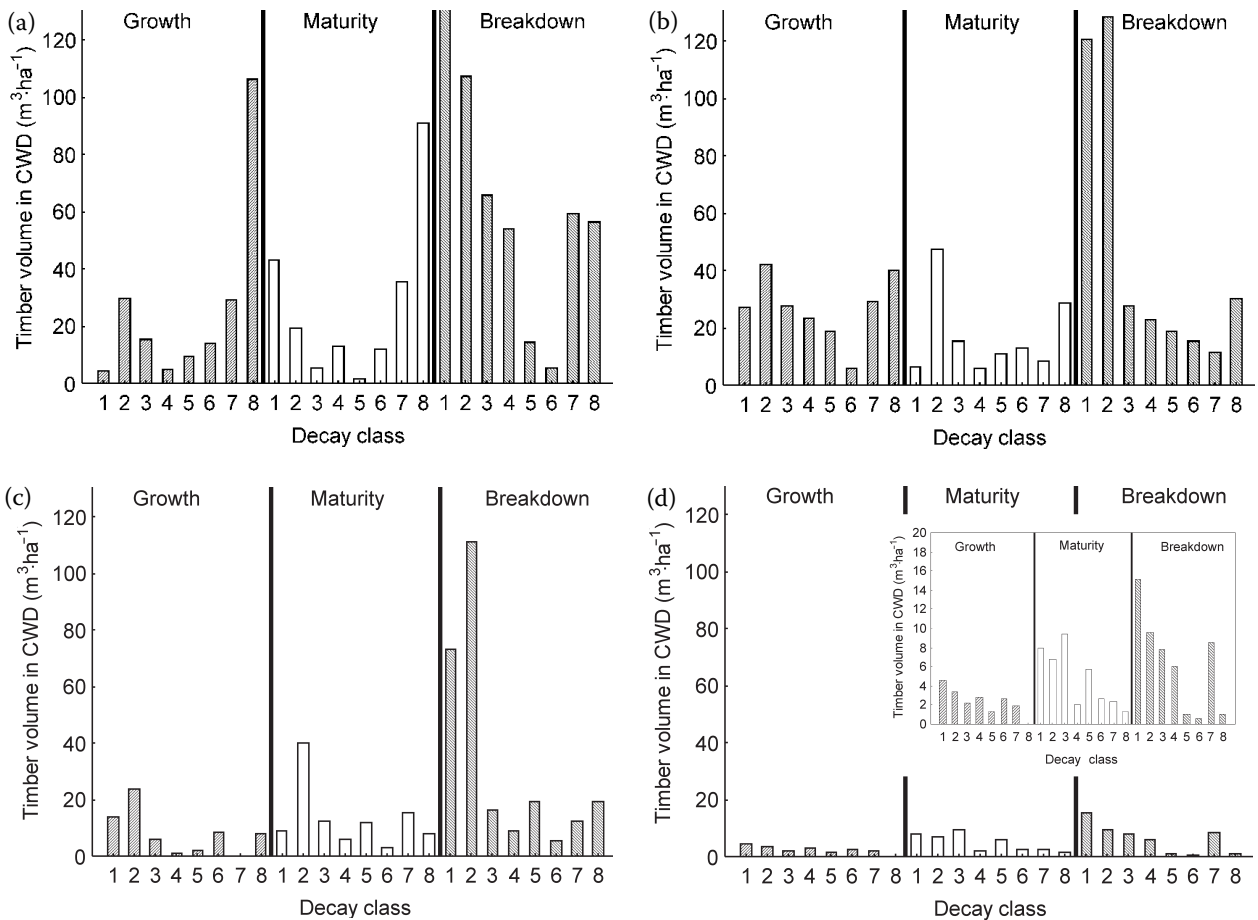 (a)
Growth Maturity Breakdown
Timber volume in CWD (m³·ha⁻¹)
120
100
80
60
40
20
0
1 2 3 4 5 6 7 8 1 2 3 4 5 6 7 8 1 2 3 4 5 6 7 8
Decay class
(b)
Growth Maturity Breakdown
Timber volume in CWD (m³·ha⁻¹)
120
100
80
60
40
20
0
1 2 3 4 5 6 7 8 1 2 3 4 5 6 7 8 1 2 3 4 5 6 7 8
Decay class
(c)
Growth Maturity Breakdown
Timber volume in CWD (m³·ha⁻¹)
120
100
80
60
40
20
0
1 2 3 4 5 6 7 8 1 2 3 4 5 6 7 8 1 2 3 4 5 6 7 8
Decay class
(d)
Growth Maturity Breakdown
Timber volume in CWD (m³·ha⁻¹)
120
100
80
60
40
20
0
1 2 3 4 5 6 7 8 1 2 3 4 5 6 7 8 1 2 3 4 5 6 7 8
Decay class
Growth Maturity Breakdown
Timber volume in CWD (m³·ha⁻¹)
20
18
16
14
12
10
8
6
4
2
0
1 2 3 4 5 6 7 8 1 2 3 4 5 6 7 8 1 2 3 4 5 6 7 8
Decay class